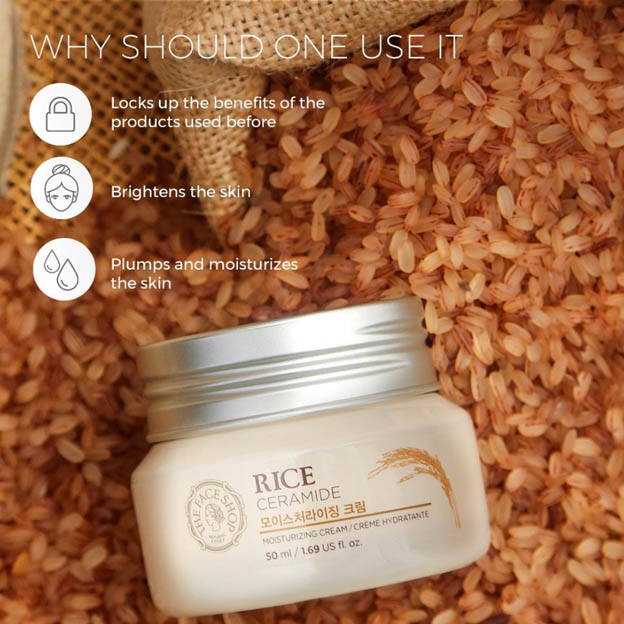 WHY SHOULD ONE USE IT
Locks up the benefits of the
products used before
Brightens the skin
Plumps and moisturizes
the skin
THE FACE SHOP
RICE
CERAMIDE
모이스처라이징 크림
MOISTURIZING CREAM / CRÈME HYDRATANTE
50 ml / 1.69 US fl. oz.